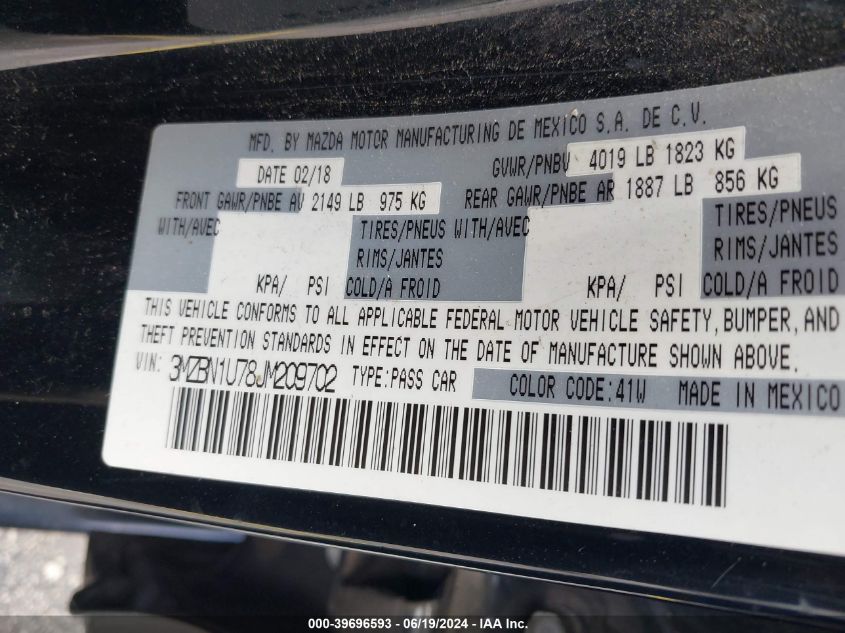 MFD. BY MAZDA MOTOR MANUFACTURING DE MEXICO S.A. DE C.V.
DATE 02/18 GVWR/PNBV 4019 LB 1823 KG
FRONT GAWR/PNBE AV 2149 LB 975 KG REAR GAWR/PNBE AR 1887 LB 856 KG
WITH/AVEC TIRES/PNEUS WITH/AVEC TIRES/PNEUS
RIMS/JANTES RIMS/JANTES
KPA/ PSI COLD/A FROID KPA/ PSI COLD/A FROID
THIS VEHICLE CONFORMS TO ALL APPLICABLE FEDERAL MOTOR VEHICLE SAFETY, BUMPER, AND
THEFT PREVENTION STANDARDS IN EFFECT ON THE DATE OF MANUFACTURE SHOWN ABOVE.
VIN: 3MZBN1U78JM209702 TYPE:PASS CAR COLOR CODE:41W MADE IN MEXICO
000-39696593 / 06/19/2024 - IAA Inc.